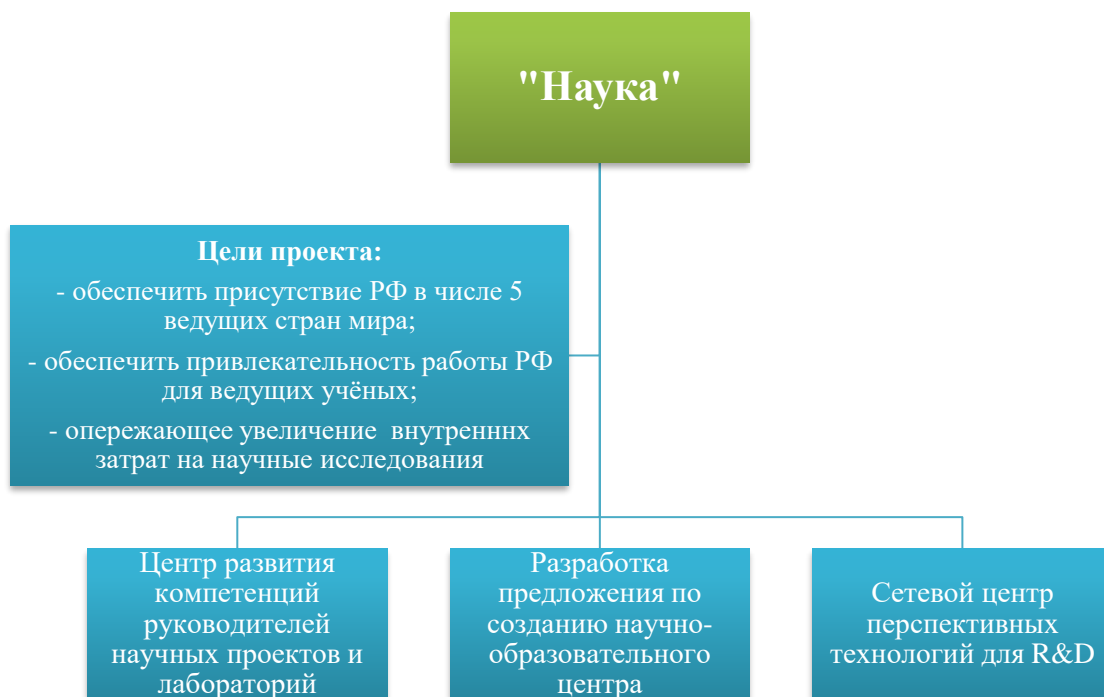 "Наука"
Цели проекта:
- обеспечить присутствие РФ в числе 5
ведущих стран мира;
- обеспечить привлекательность работы РФ
для ведущих учёных;
- опережающее увеличение внутренннх
затрат на научные исследования
Центр развития
компетенций
руководителей
научных проектов и
лабораторий
Разработка
предложения по
созданию научно-
образовательного
центра
Сетевой центр
перспективных
технологий для R&D